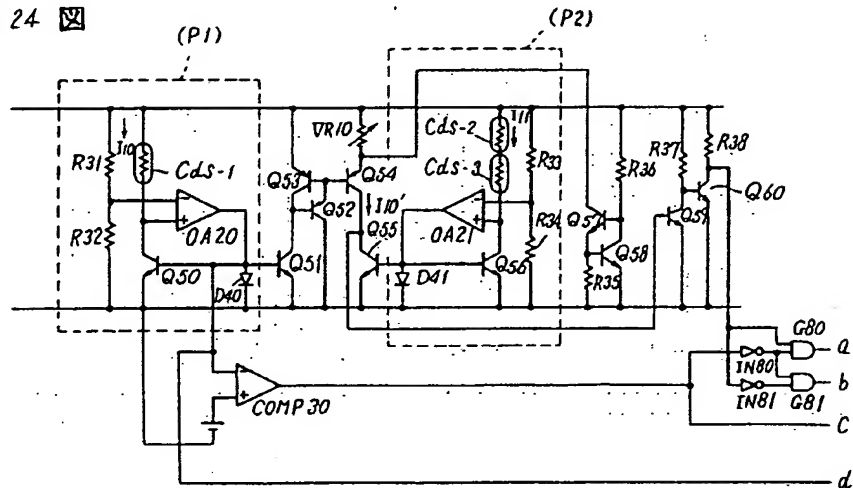 24 図
(P1)
(P2)
I10
Cds-1
R31
R32
OA20
Q50
D40
Q51
Q53
Q52
∇R10
Q54
I10'
Q55
Cds-2
I11
Cds-3
R33
OA21
R34
D41
Q56
Q57
R36
Q58
R35
R37
R38
Q60
Q59
COMP30
IN80
IN81
G80
G81
a
b
C
d